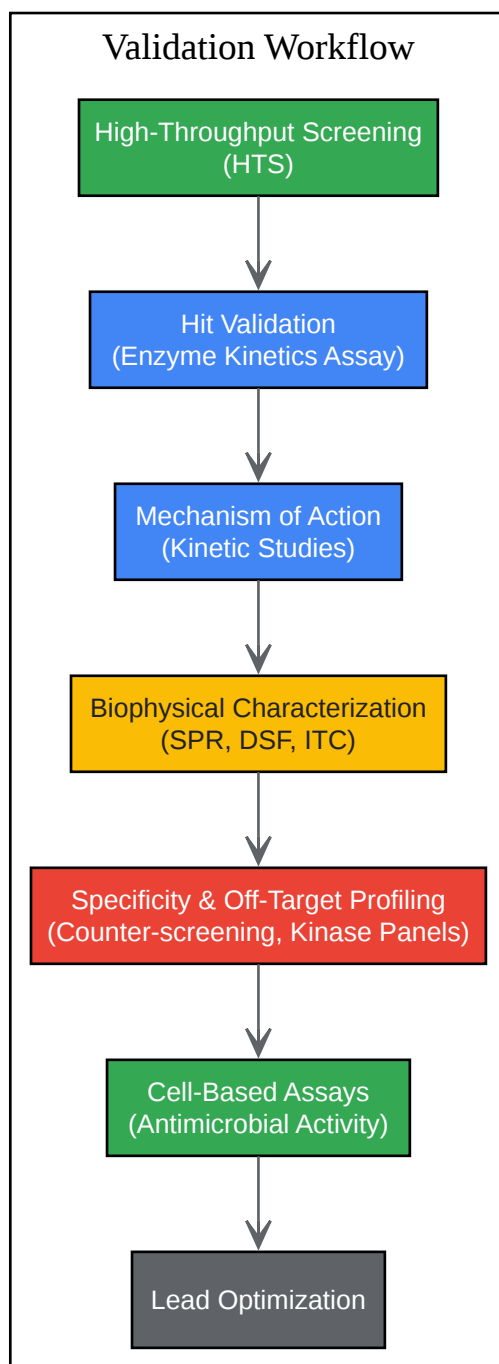 Validation Workflow
High-Throughput Screening
(HTS)
Hit Validation
(Enzyme Kinetics Assay)
Mechanism of Action
(Kinetic Studies)
Biophysical Characterization
(SPR, DSF, ITC)
Specificity & Off-Target Profiling
(Counter-screening, Kinase Panels)
Cell-Based Assays
(Antimicrobial Activity)
Lead Optimization